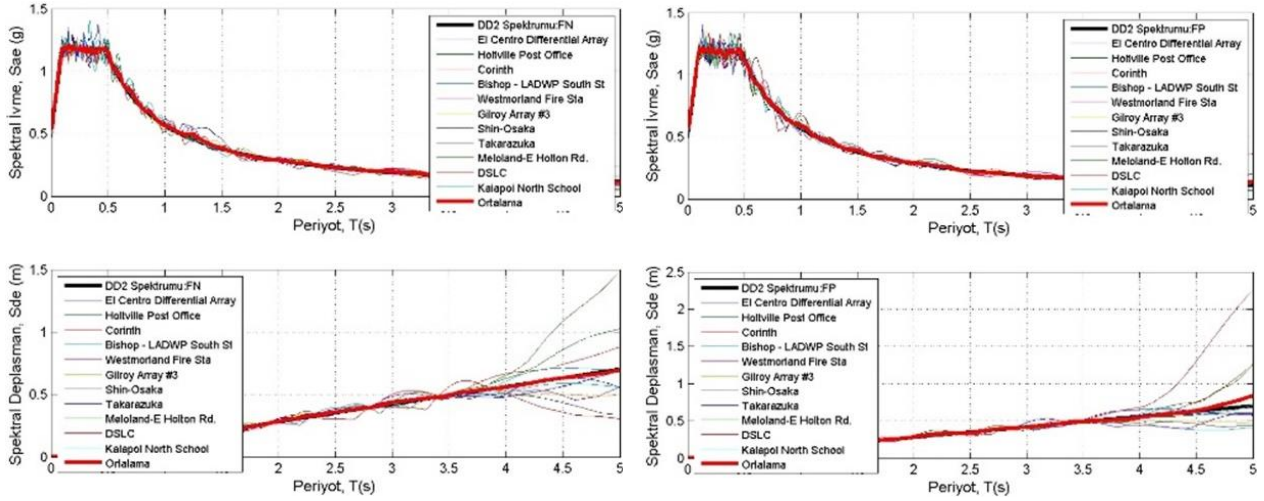 Spektral İvme, Sae (g)
1.5
1
0.5
0
0 0.5 1 1.5 2 2.5 3 5
Periyot, T(s)
DD2 Spektrumu:FN
El Centro Differential Array
Holtville Post Office
Corinth
Bishop - LADWP South St
Westmorland Fire Sta
Gilroy Array #3
Shin-Osaka
Takarazuka
Meloland-E Holton Rd.
DSLC
Kaiapoi North School
Ortalama
Spektral İvme, Sae (g)
1.5
1
0.5
0
0 0.5 1 1.5 2 2.5 3 5
Periyot, T(s)
DD2 Spektrumu:FP
El Centro Differential Array
Holtville Post Office
Corinth
Bishop - LADWP South St
Westmorland Fire Sta
Gilroy Array #3
Shin-Osaka
Takarazuka
Meloland-E Holton Rd.
DSLC
Kaiapoi North School
Ortalama
Spektral Deplasman, Sde (m)
1.5
1
0.5
0
0 2 2.5 3 3.5 4 4.5 5
Periyot, T(s)
DD2 Spektrumu:FN
El Centro Differential Array
Holtville Post Office
Corinth
Bishop - LADWP South St
Westmorland Fire Sta
Gilroy Array #3
Shin-Osaka
Takarazuka
Meloland-E Holton Rd.
DSLC
Kaiapoi North School
Ortalama
Spektral Deplasman, Sde (m)
2.5
2
1.5
1
0.5
0
0 2 2.5 3 3.5 4 4.5 5
Periyot, T(s)
DD2 Spektrumu:FP
El Centro Differential Array
Holtville Post Office
Corinth
Bishop - LADWP South St
Westmorland Fire Sta
Gilroy Array #3
Shin-Osaka
Takarazuka
Meloland-E Holton Rd.
DSLC
Kaiapoi North School
Ortalama